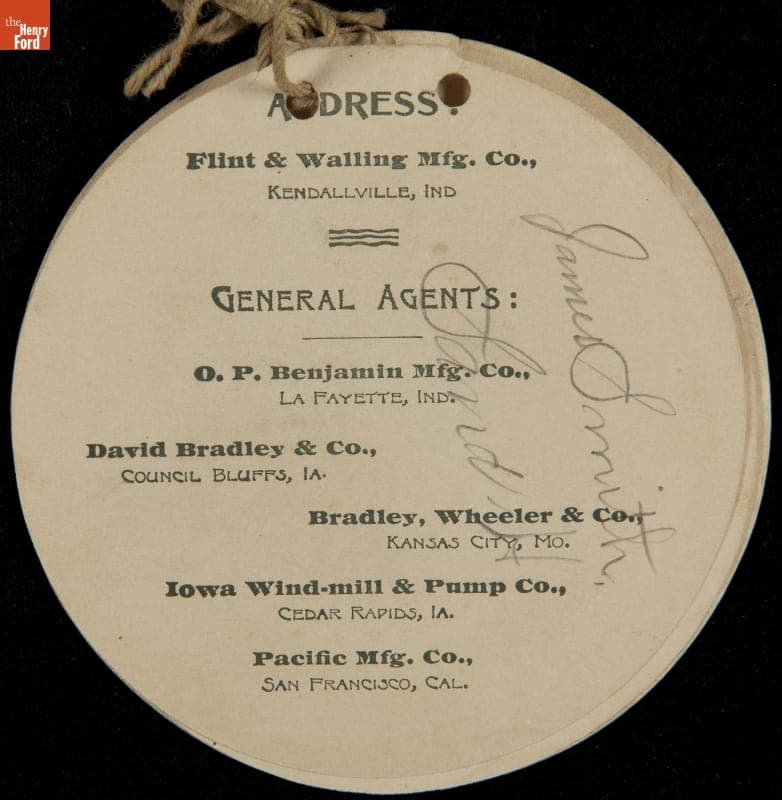 the
Henry
Ford
ADDRESS:
Flint & Walling Mfg. Co.,
KENDALLVILLE, IND
GENERAL AGENTS:
O. P. Benjamin Mfg. Co.,
LA FAYETTE, IND.
David Bradley & Co.,
COUNCIL BLUFFS, IA.
Bradley, Wheeler & Co.,
KANSAS CITY, MO.
Iowa Wind-mill & Pump Co.,
CEDAR RAPIDS, IA.
Pacific Mfg. Co.,
SAN FRANCISCO, CAL.
James Smith.